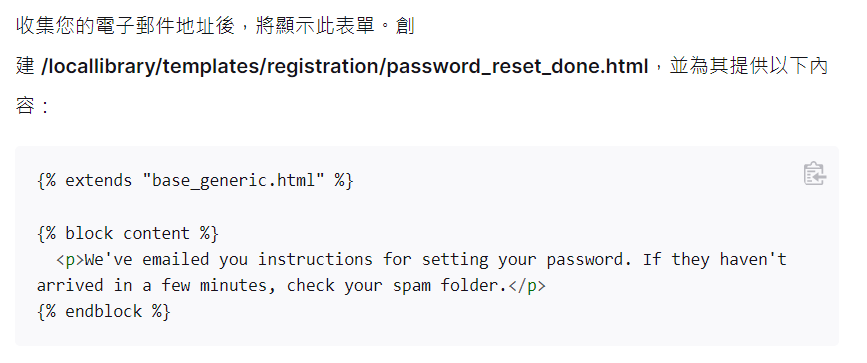 收集您的電子郵件地址後，將顯示此表單。創
建 /locallibrary/templates/registration/password_reset_done.html，並為其提供以下內
容：
{% extends "base_generic.html" %}
{% block content %}
<p>We've emailed you instructions for setting your password. If they haven't
arrived in a few minutes, check your spam folder.</p>
{% endblock %}